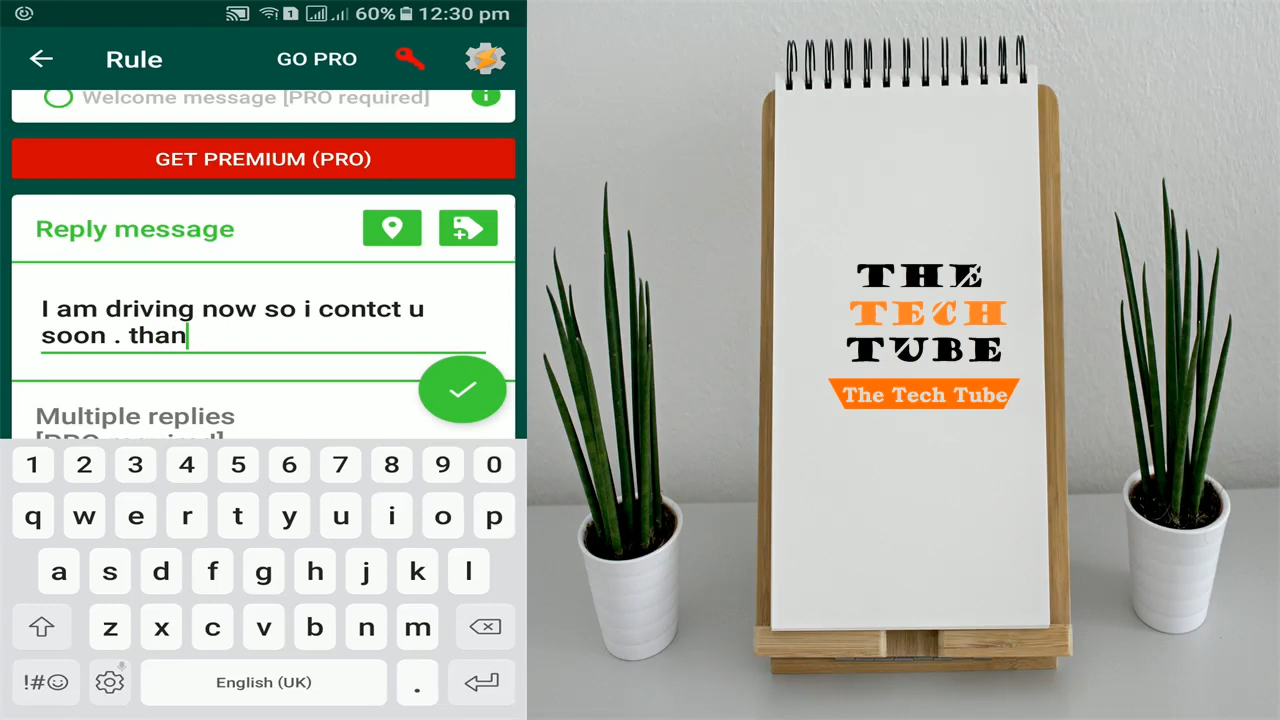 60% 12:30 pm
Rule GO PRO
Welcome message [PRO required]
GET PREMIUM (PRO)
Reply message
I am driving now so i contct u
soon . than
Multiple replies
[PRO required]
1 2 3 4 5 6 7 8 9 0
q w e r t y u i o p
a s d f g h j k l
z x c v b n m
!#☺ English (UK) .
THE
TECH
TUBE
The Tech Tube